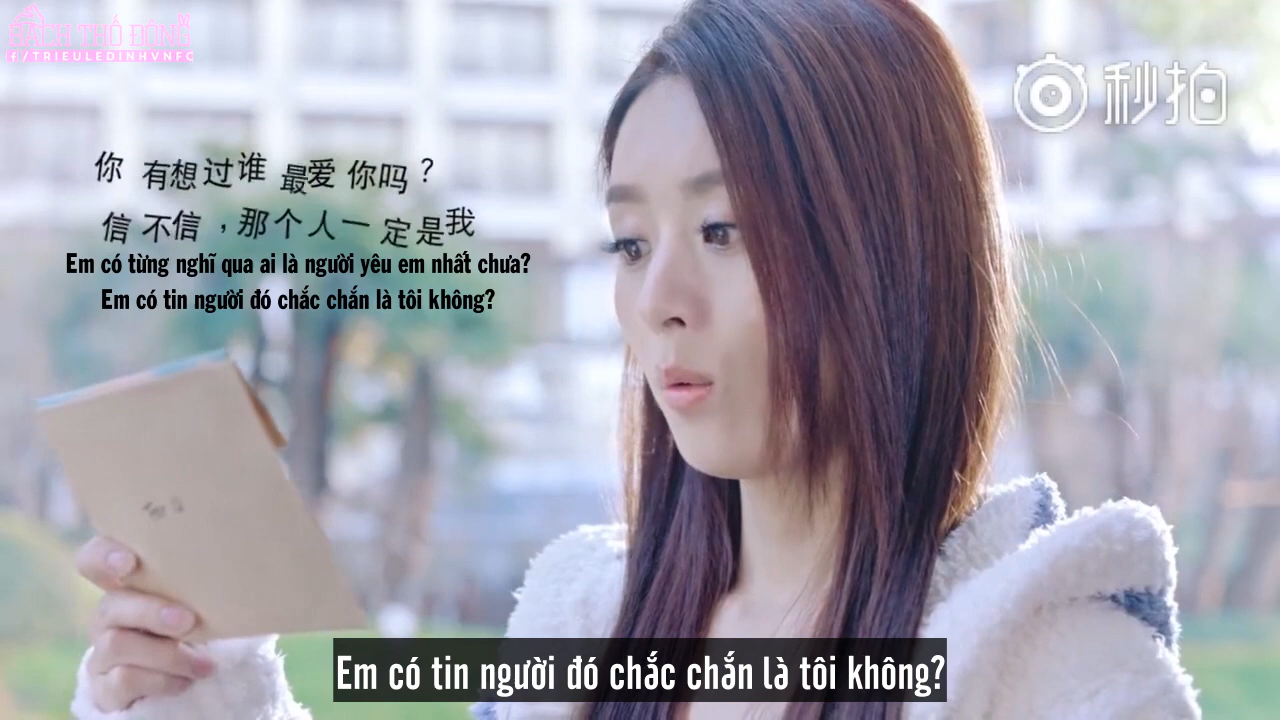 BẠCH THỐ ĐỘNG
F/TRIEULEDINHVNFC
秒拍
你有想过谁最爱你吗？
信不信，那个人一定是我
Em có từng nghĩ qua ai là người yêu em nhất chưa?
Em có tin người đó chắc chắn là tôi không?
Em có tin người đó chắc chắn là tôi không?